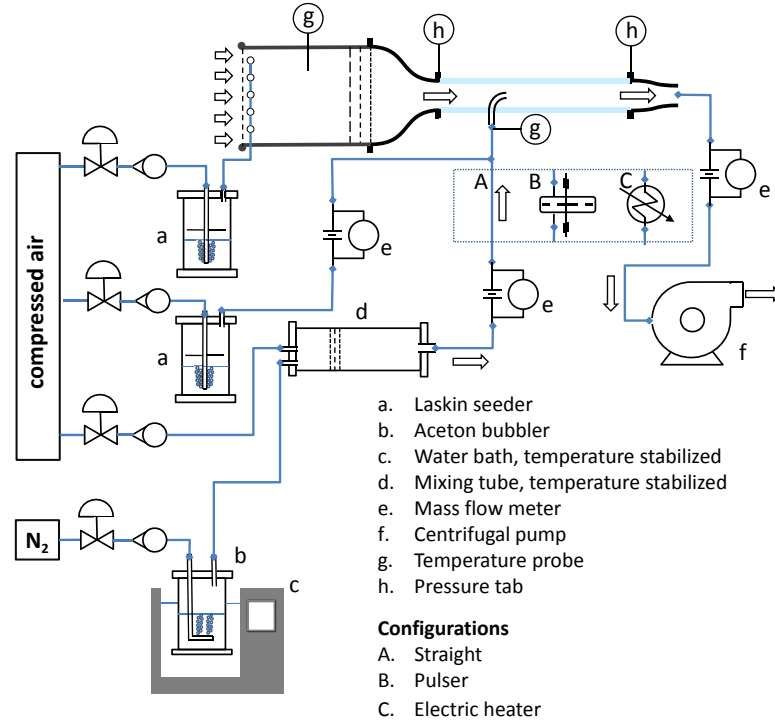 g
h
h
g
A
B
C
e
a
e
compressed air
d
e
f
a
N2
b
c
a. Laskin seeder
b. Aceton bubbler
c. Water bath, temperature stabilized
d. Mixing tube, temperature stabilized
e. Mass flow meter
f. Centrifugal pump
g. Temperature probe
h. Pressure tab
Configurations
A. Straight
B. Pulser
C. Electric heater